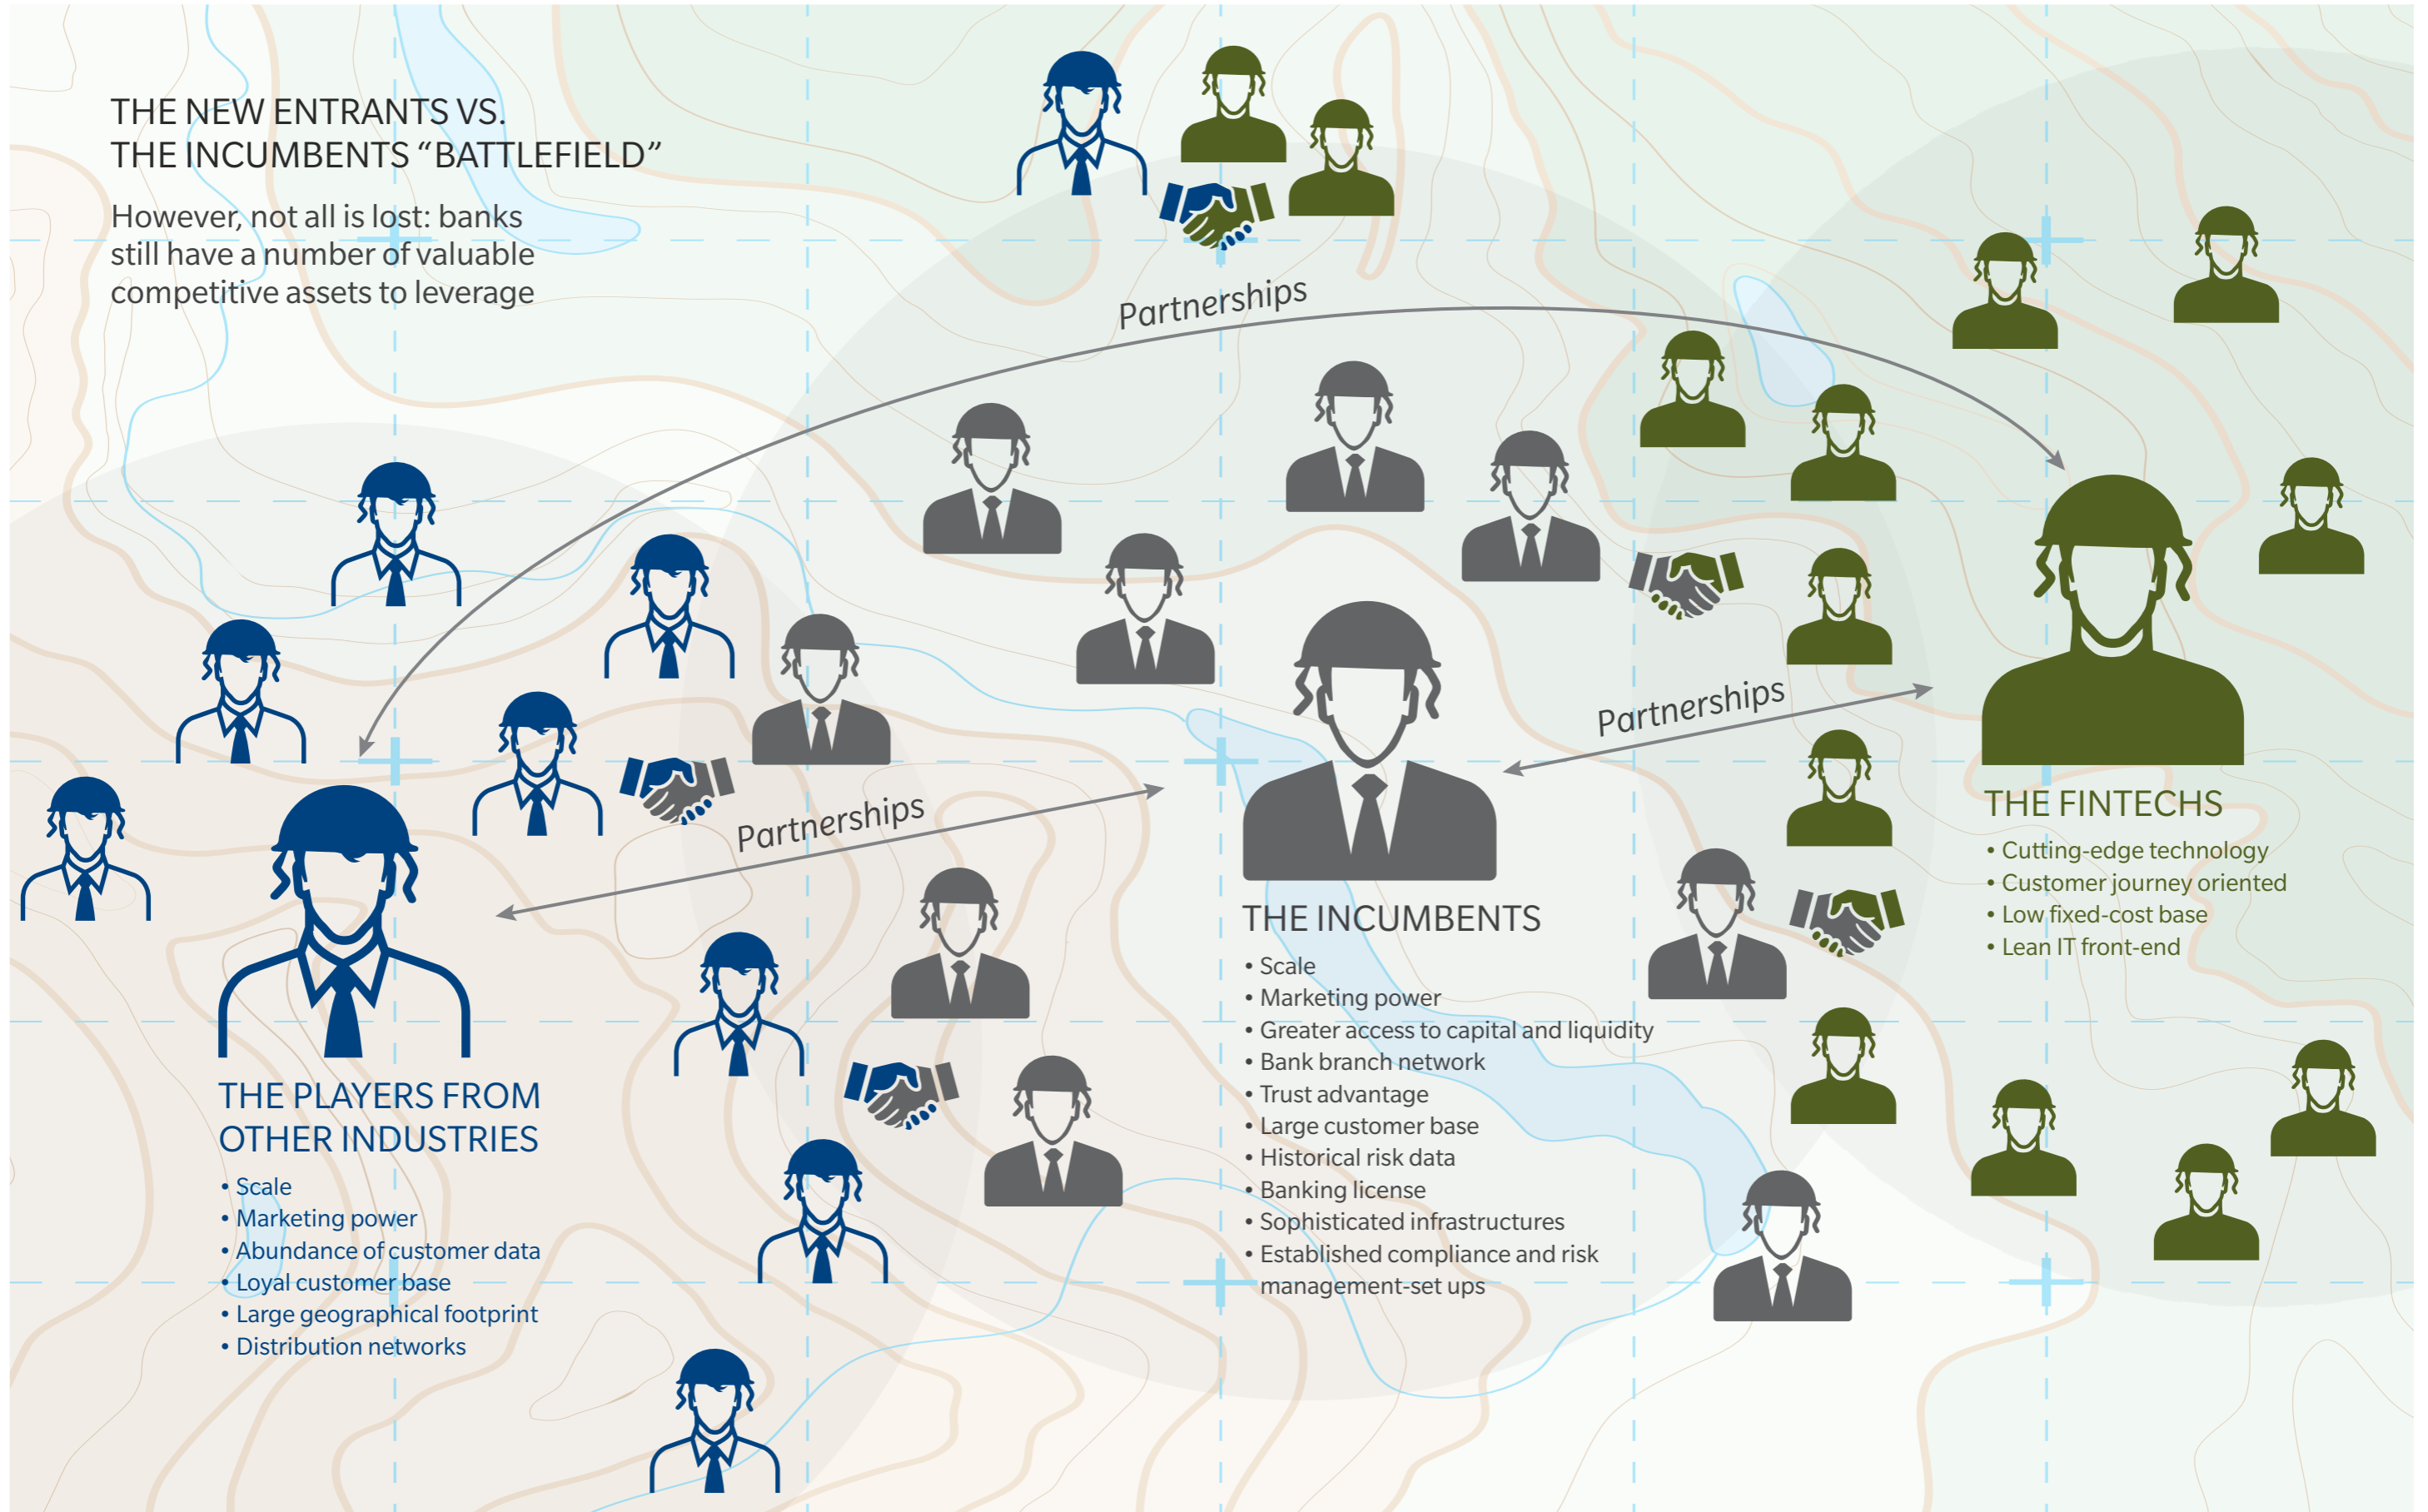 THE NEW ENTRANTS VS.
THE INCUMBENTS “BATTLEFIELD”
However, not all is lost: banks
still have a number of valuable
competitive assets to leverage
Partnerships
Partnerships
Partnerships
THE PLAYERS FROM
OTHER INDUSTRIES
• Scale
• Marketing power
• Abundance of customer data
• Loyal customer base
• Large geographical footprint
• Distribution networks
THE INCUMBENTS
• Scale
• Marketing power
• Greater access to capital and liquidity
• Bank branch network
• Trust advantage
• Large customer base
• Historical risk data
• Banking license
• Sophisticated infrastructures
• Established compliance and risk
management-set ups
THE FINTECHS
• Cutting-edge technology
• Customer journey oriented
• Low fixed-cost base
• Lean IT front-end